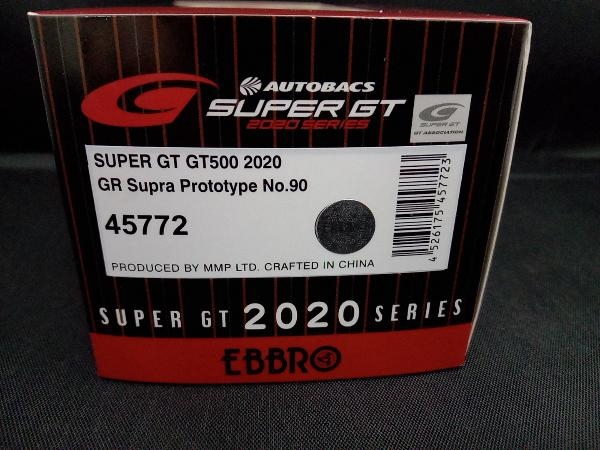 AUTOBACS
SUPER GT
2020 SERIES
SUPER GT
GT ASSOCIATION
SUPER GT GT500 2020
GR Supra Prototype No.90
45772
4 526175 457723
PRODUCED BY MMP LTD. CRAFTED IN CHINA
SUPER GT 2020 SERIES
EBBRO